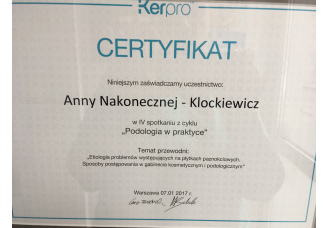 Kerpro
CERTYFIKAT
Niniejszym zaświadczamy uczestnictwo:
Anny Nakonecznej - Klockiewicz
w IV spotkaniu z cyklu
„Podologia w praktyce"
Temat przewodni:
„Etiologia problemów występujących na płytkach paznokciowych.
Sposoby postępowania w gabinecie kosmetycznym i podologicznym"
Warszawa 07.01 2017 r.